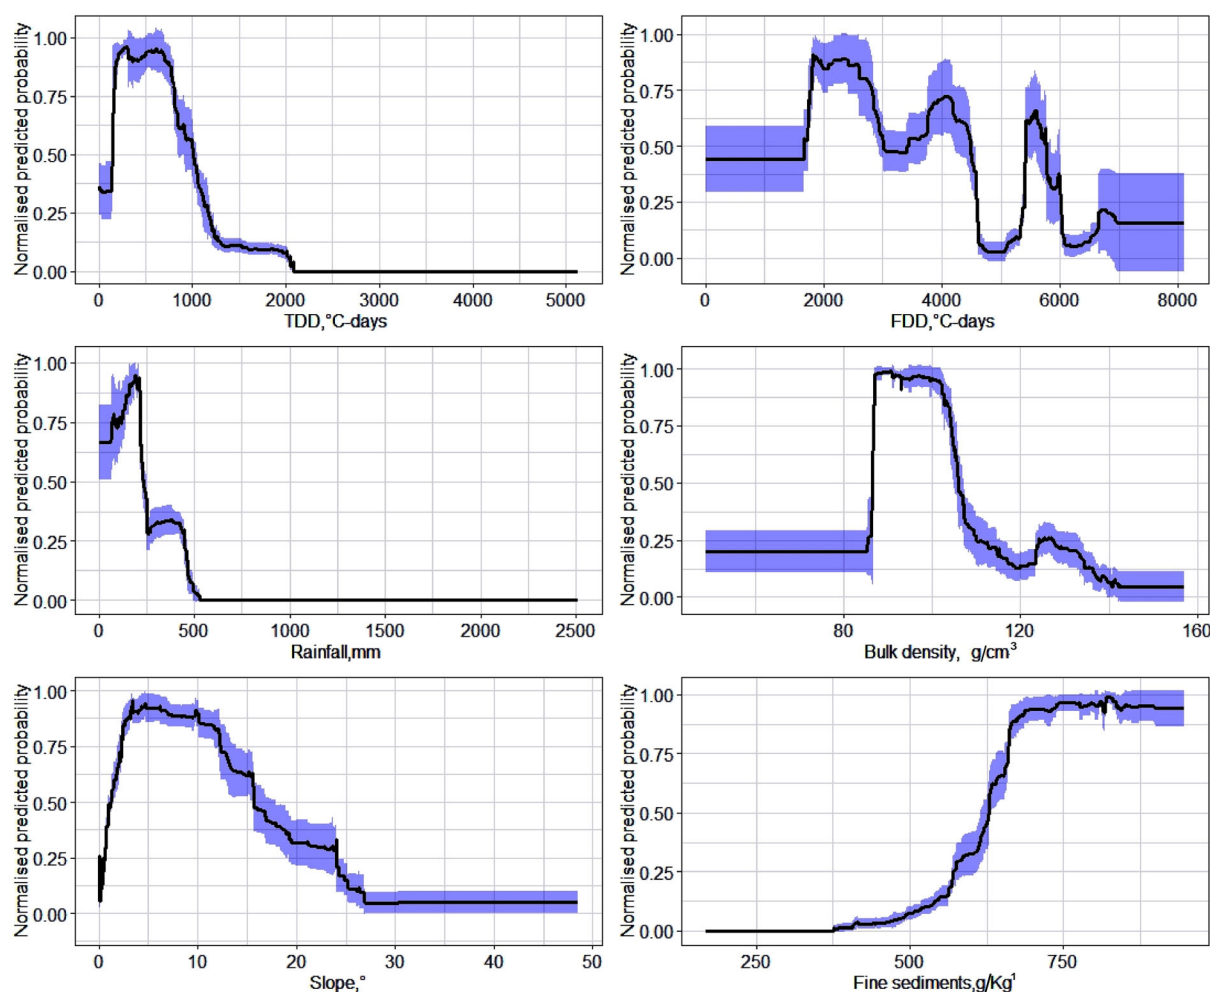 Normalised predicted probability
1.00
0.75
0.50
0.25
0.00
0 1000 2000 3000 4000 5000
TDD,°C-days
Normalised predicted probability
1.00
0.75
0.50
0.25
0.00
0 2000 4000 6000 8000
FDD,°C-days
Normalised predicted probability
1.00
0.75
0.50
0.25
0.00
0 500 1000 1500 2000 2500
Rainfall,mm
Normalised predicted probability
1.00
0.75
0.50
0.25
0.00
80 120 160
Bulk density, g/cm³
Normalised predicted probability
1.00
0.75
0.50
0.25
0.00
0 10 20 30 40 50
Slope,°
Normalised predicted probability
1.00
0.75
0.50
0.25
0.00
250 500 750
Fine sediments,g/Kg¹